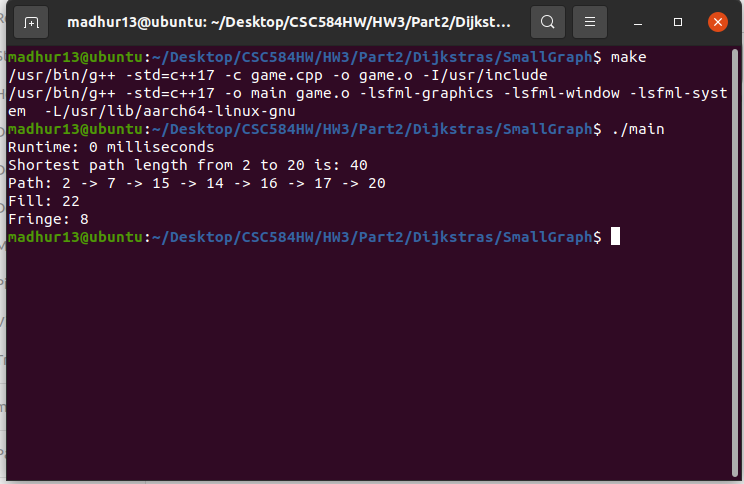 madhur13@ubuntu: ~/Desktop/CSC584HW/HW3/Part2/Dijkst...
madhur13@ubuntu:~/Desktop/CSC584HW/HW3/Part2/Dijkstras/SmallGraph$ make
/usr/bin/g++ -std=c++17 -c game.cpp -o game.o -I/usr/include
/usr/bin/g++ -std=c++17 -o main game.o -lsfml-graphics -lsfml-window -lsfml-syst
em  -L/usr/lib/aarch64-linux-gnu
madhur13@ubuntu:~/Desktop/CSC584HW/HW3/Part2/Dijkstras/SmallGraph$ ./main
Runtime: 0 milliseconds
Shortest path length from 2 to 20 is: 40
Path: 2 -> 7 -> 15 -> 14 -> 16 -> 17 -> 20
Fill: 22
Fringe: 8
madhur13@ubuntu:~/Desktop/CSC584HW/HW3/Part2/Dijkstras/SmallGraph$